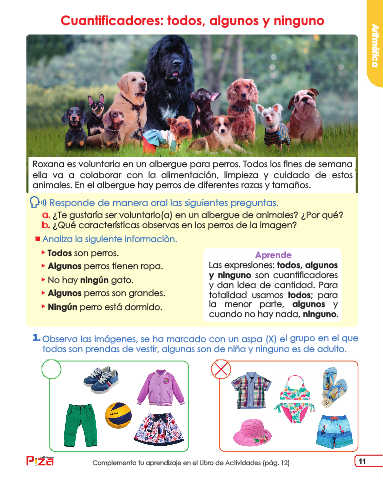 Cuantificadores: todos, algunos y ninguno
Aritmética
Roxana es voluntaria en un albergue para perros. Todos los fines de semana
ella va a colaborar con la alimentación, limpieza y cuidado de estos
animales. En el albergue hay perros de diferentes razas y tamaños.
Responde de manera oral las siguientes preguntas.
a. ¿Te gustaría ser voluntario(a) en un albergue de animales? ¿Por qué?
b. ¿Qué características observas en los perros de la imagen?
Analiza la siguiente información.
Todos son perros.
Algunos perros tienen ropa.
No hay ningún gato.
Algunos perros son grandes.
Ningún perro está dormido.
Aprende
Las expresiones: todos, algunos
y ninguno son cuantificadores
y dan idea de cantidad. Para
totalidad usamos todos; para
la menor parte, algunos y
cuando no hay nada, ninguno.
1. Observa las imágenes, se ha marcado con un aspa (X) el grupo en el que
todos son prendas de vestir, algunas son de niña y ninguna es de adulto.
Complementa tu aprendizaje en el Libro de Actividades (pág. 12)
11